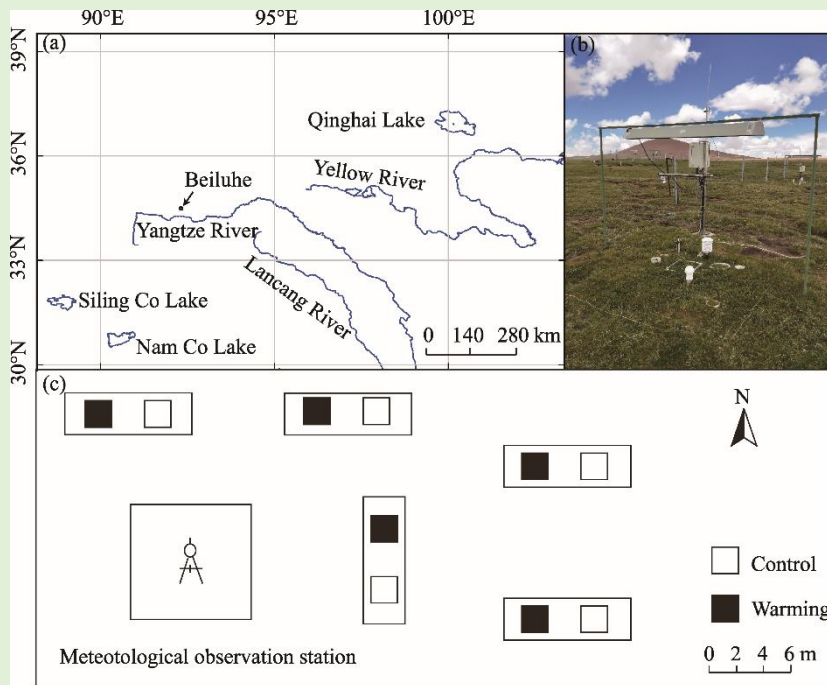 90°E 95°E 100°E
(a)
39°N
36°N
33°N
30°N
Qinghai Lake
Beiluhe
Yellow River
Yangtze River
Lancang River
Siling Co Lake
Nam Co Lake
0 140 280 km
(b)
(c)
N
Control
Warming
Meteotological observation station
0 2 4 6 m